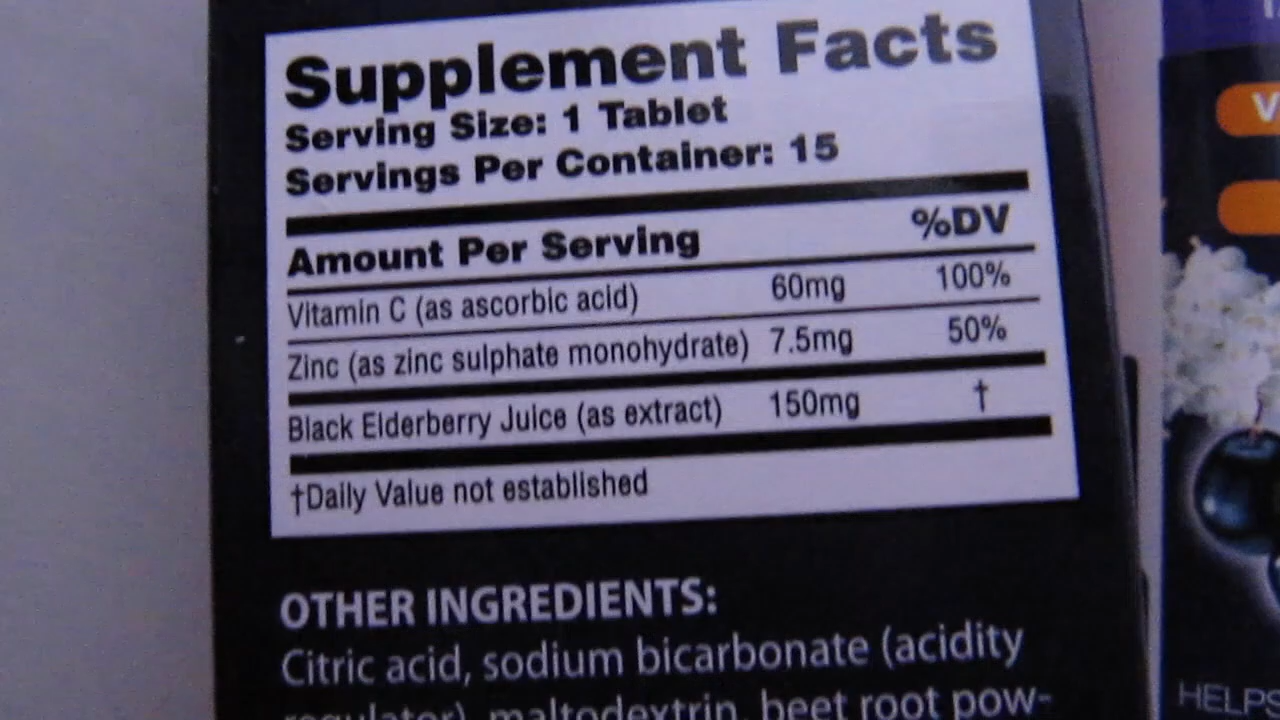 Supplement Facts
Serving Size: 1 Tablet
Servings Per Container: 15
Amount Per Serving %DV
Vitamin C (as ascorbic acid) 60mg 100%
Zinc (as zinc sulphate monohydrate) 7.5mg 50%
Black Elderberry Juice (as extract) 150mg †
†Daily Value not established
OTHER INGREDIENTS:
Citric acid, sodium bicarbonate (acidity
regulator), maltodextrin, beet root pow-
V
HELPS